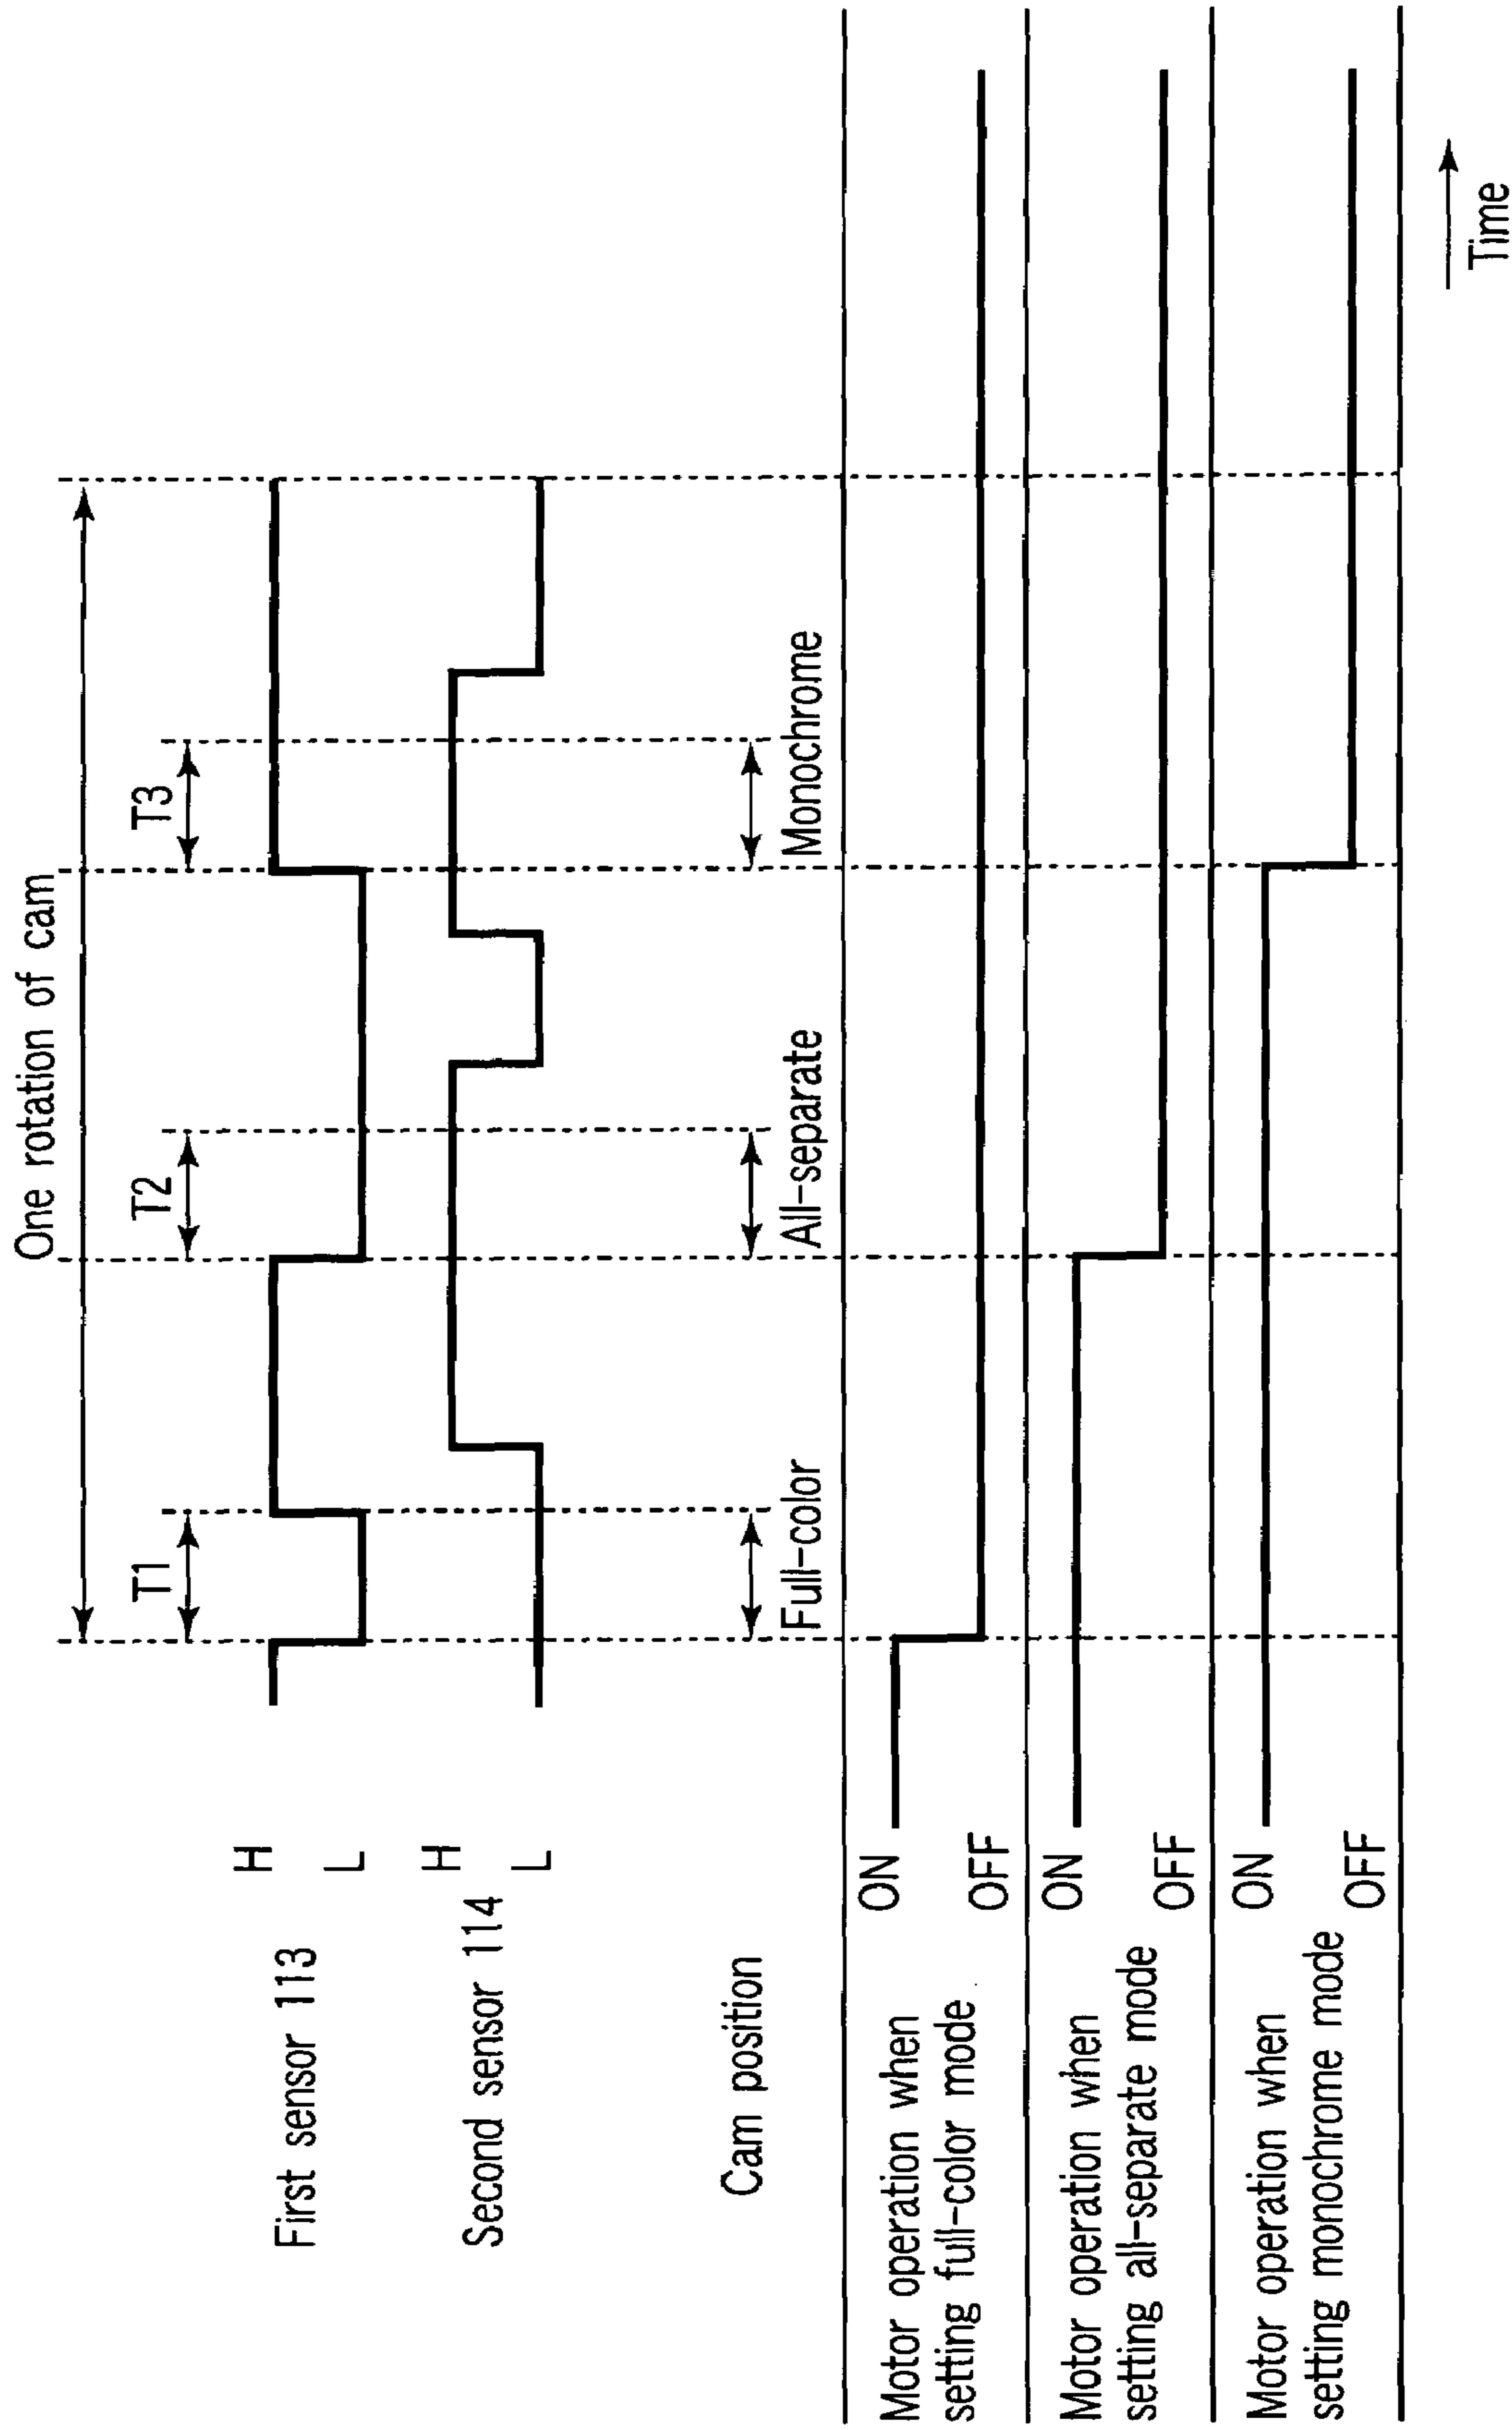 One rotation of cam
T1
T2
T3
First sensor 113
H
L
Second sensor 114
H
L
Cam position
Full-color
All-separate
Monochrome
Motor operation when
setting full-color mode
ON
OFF
Motor operation when
setting all-separate mode
ON
OFF
Motor operation when
setting monochrome mode
ON
OFF
Time